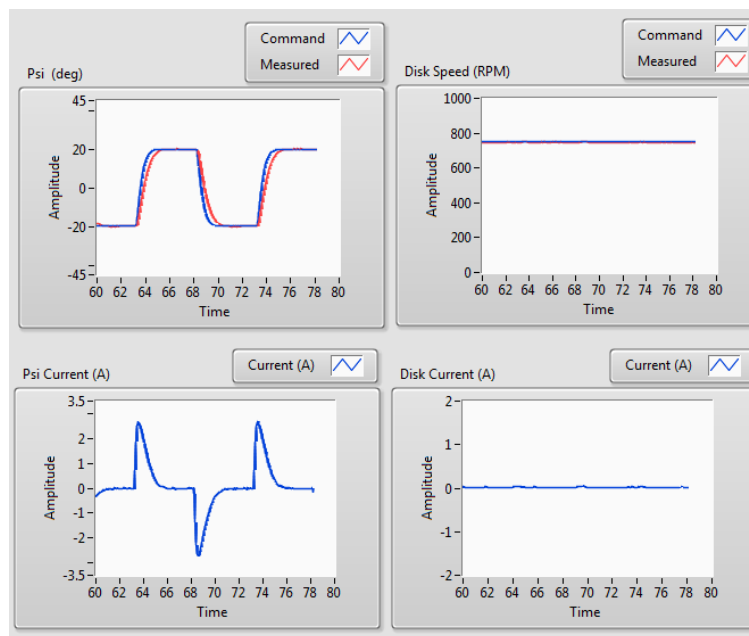 Psi (deg)
Command
Measured
45
20
0
-20
-45
Amplitude
60 62 64 66 68 70 72 74 76 78 80
Time
Disk Speed (RPM)
Command
Measured
1000
800
600
400
200
0
Amplitude
60 62 64 66 68 70 72 74 76 78 80
Time
Psi Current (A)
Current (A)
3.5
2
1
0
-1
-2
-3.5
Amplitude
60 62 64 66 68 70 72 74 76 78 80
Time
Disk Current (A)
Current (A)
2
1
0
-1
-2
Amplitude
60 62 64 66 68 70 72 74 76 78 80
Time